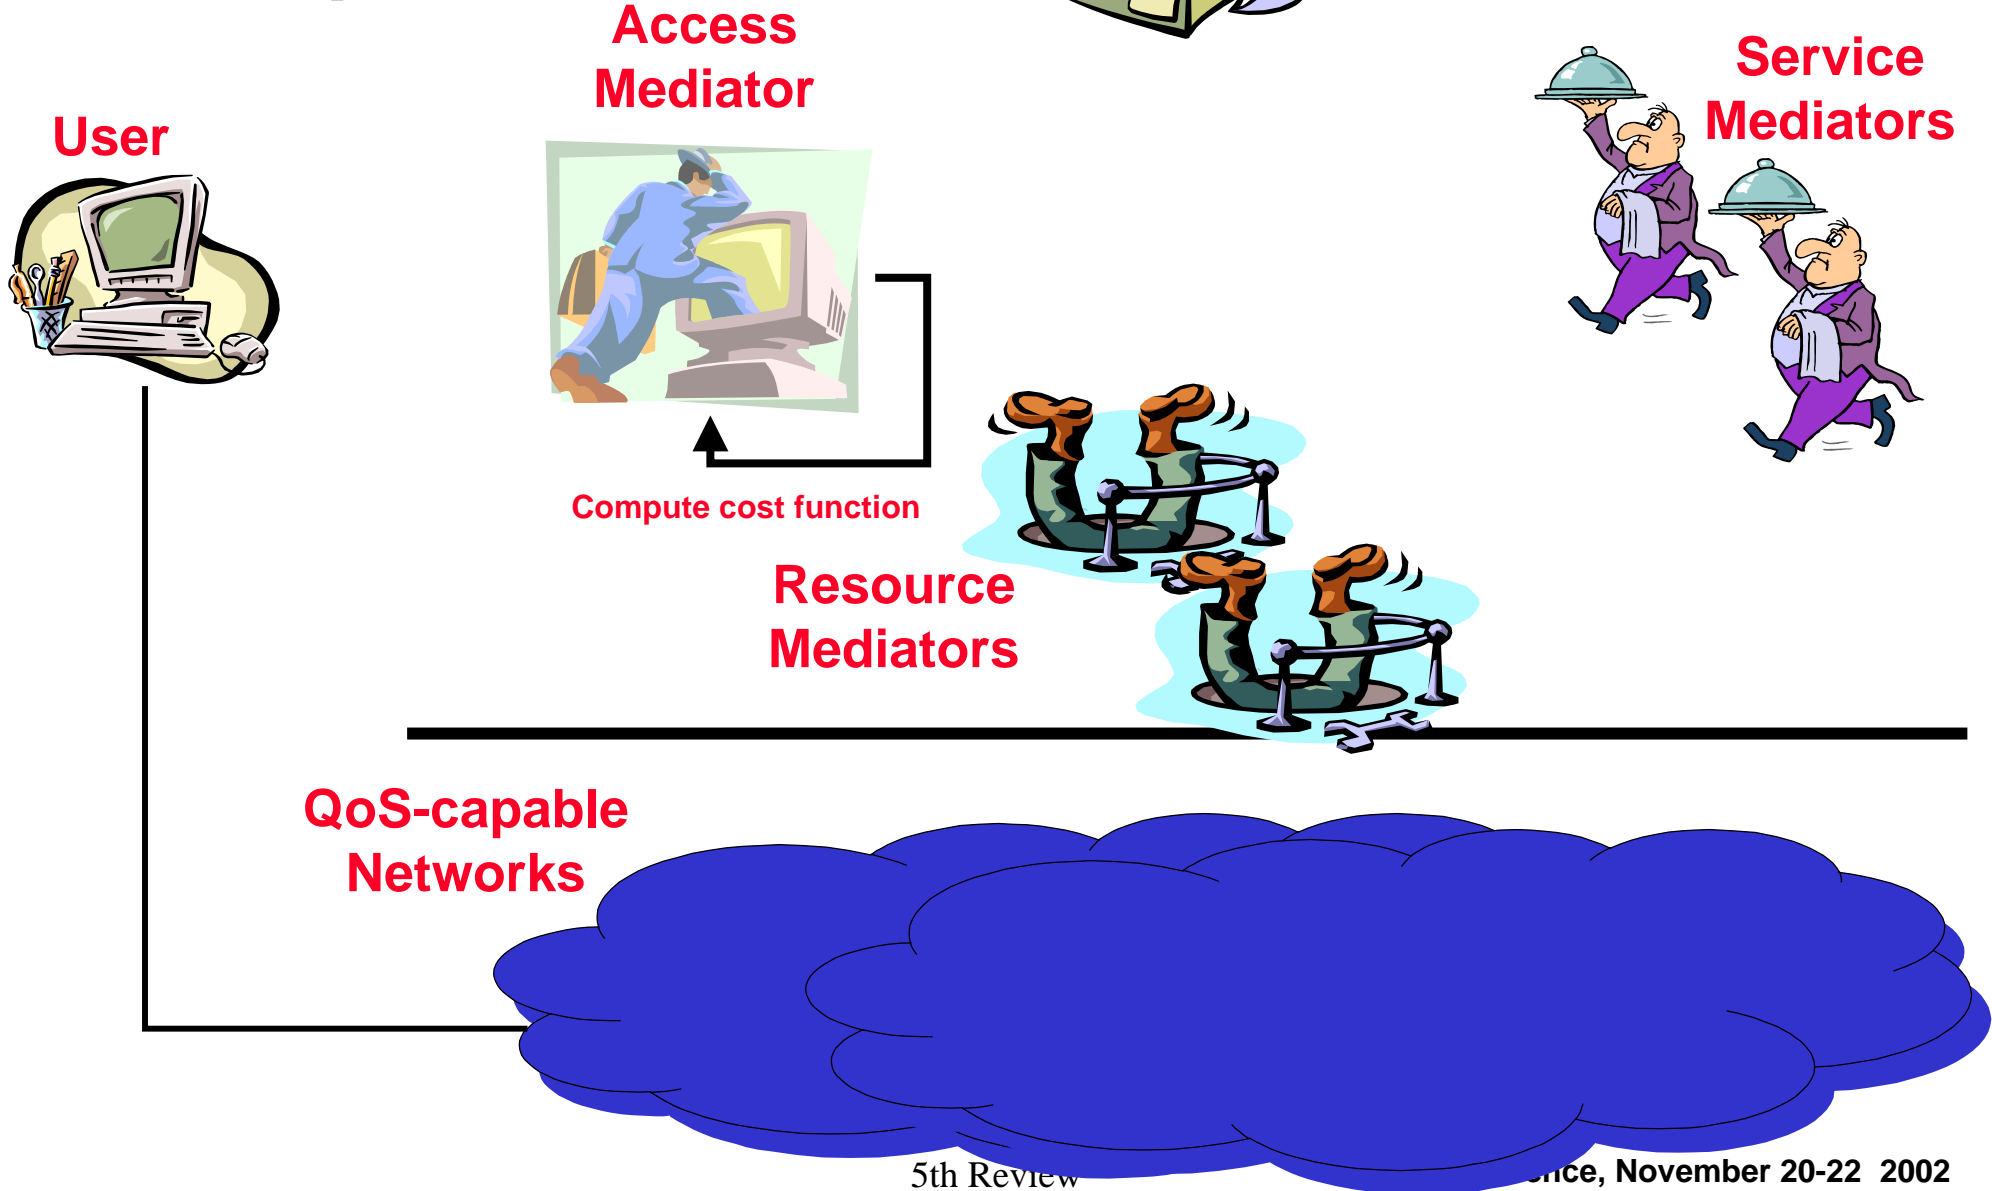 Access
Mediator
Service
Mediators
User
Compute cost function
Resource
Mediators
QoS-capable
Networks
5th Review
November 20-22 2002